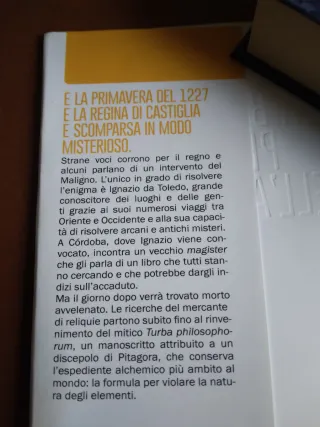 È LA PRIMAVERA DEL 1227
E LA REGINA DI CASTIGLIA
È SCOMPARSA IN MODO
MISTERIOSO.
Strane voci corrono per il regno e
alcuni parlano di un intervento del
Maligno. L'unico in grado di risolvere
l'enigma è Ignazio da Toledo, grande
conoscitore dei luoghi e delle gen-
ti grazie ai suoi numerosi viaggi tra
Oriente e Occidente e alla sua capaci-
tà di risolvere arcani e antichi misteri.
A Córdoba, dove Ignazio viene con-
vocato, incontra un vecchio magister
che gli parla di un libro che tutti stan-
no cercando e che potrebbe dargli in-
dizi sull'accaduto.
Ma il giorno dopo verrà trovato morto
avvelenato. Le ricerche del mercante
di reliquie partono subito fino al rinve-
nimento del mitico Turba philosopho-
rum, un manoscritto attribuito a un
discepolo di Pitagora, che conserva
l'espediente alchemico più ambito al
mondo: la formula per violare la natu-
ra degli elementi.